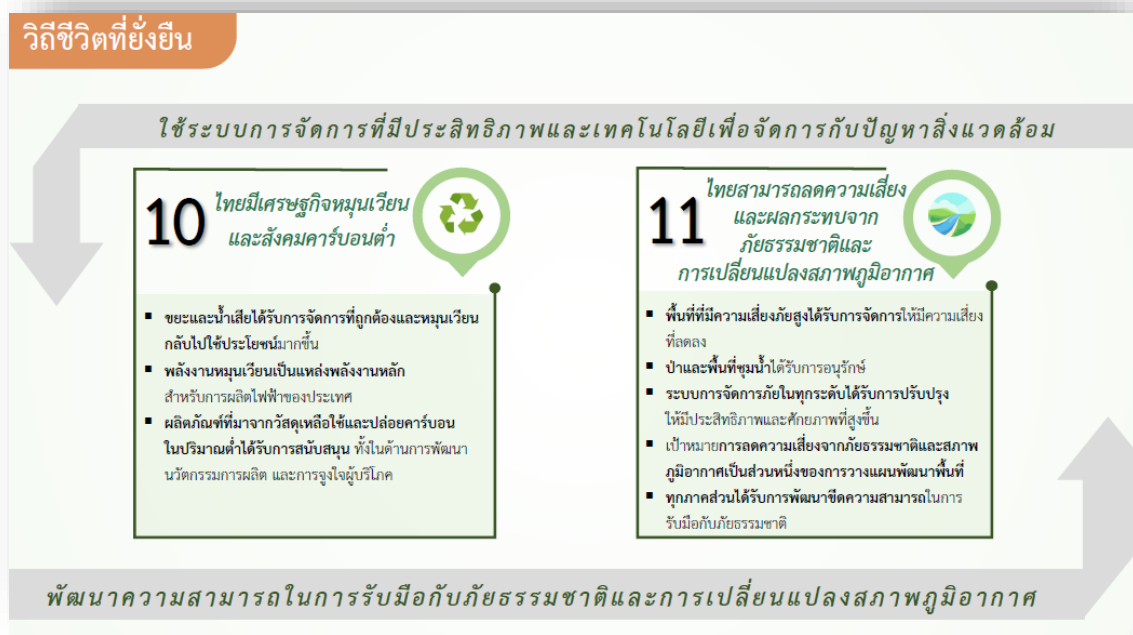 วิถีชีวิตที่ยั่งยืน
ใช้ระบบการจัดการที่มีประสิทธิภาพและเทคโนโลยีเพื่อจัดการกับปัญหาสิ่งแวดล้อม
10
ไทยมีเศรษฐกิจหมุนเวียน
และสังคมคาร์บอนต่ำ
▪ ขยะและน้ำเสียได้รับการจัดการที่ถูกต้องและหมุนเวียน
กลับไปใช้ประโยชน์มากขึ้น
▪ พลังงานหมุนเวียนเป็นแหล่งพลังงานหลัก
สำหรับการผลิตไฟฟ้าของประเทศ
▪ ผลิตภัณฑ์ที่มาจากวัสดุเหลือใช้และปล่อยคาร์บอน
ในปริมาณต่ำได้รับการสนับสนุน ทั้งในด้านการพัฒนา
นวัตกรรมการผลิต และการจูงใจผู้บริโภค
11
ไทยสามารถลดความเสี่ยง
และผลกระทบจาก
ภัยธรรมชาติและ
การเปลี่ยนแปลงสภาพภูมิอากาศ
▪ พื้นที่ที่มีความเสี่ยงภัยสูงได้รับการจัดการให้มีความเสี่ยง
ที่ลดลง
▪ ป่าและพื้นที่ชุมน้ำได้รับการอนุรักษ์
▪ ระบบการจัดการภัยในทุกระดับได้รับการปรับปรุง
ให้มีประสิทธิภาพและศักยภาพที่สูงขึ้น
▪ เป้าหมายการลดความเสี่ยงจากภัยธรรมชาติและสภาพ
ภูมิอากาศเป็นส่วนหนึ่งของการวางแผนพัฒนาพื้นที่
▪ ทุกภาคส่วนได้รับการพัฒนาขีดความสามารถในการ
รับมือกับภัยธรรมชาติ
พัฒนาความสามารถในการรับมือกับภัยธรรมชาติและการเปลี่ยนแปลงสภาพภูมิอากาศ